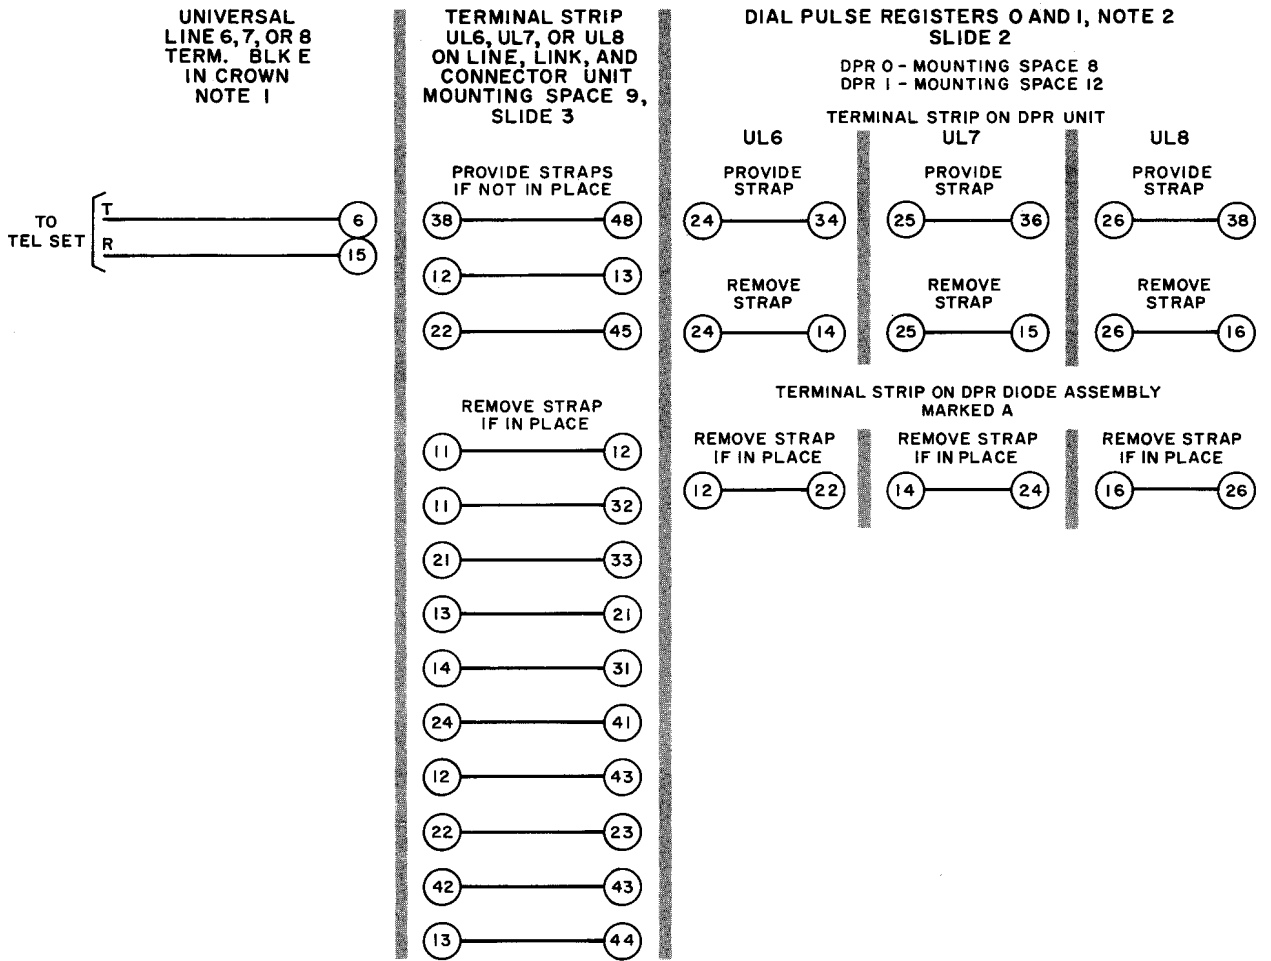 UNIVERSAL
LINE 6, 7, OR 8
TERM. BLK E
IN CROWN
NOTE 1
TO
TEL SET
T
6
R
15
TERMINAL STRIP
UL6, UL7, OR UL8
ON LINE, LINK, AND
CONNECTOR UNIT
MOUNTING SPACE 9,
SLIDE 3
PROVIDE STRAPS
IF NOT IN PLACE
38 48
12 13
22 45
REMOVE STRAP
IF IN PLACE
11 12
11 32
21 33
13 21
14 31
24 41
12 43
22 23
42 43
13 44
DIAL PULSE REGISTERS 0 AND 1, NOTE 2
SLIDE 2
DPR 0 - MOUNTING SPACE 8
DPR 1 - MOUNTING SPACE 12
TERMINAL STRIP ON DPR UNIT
UL6
PROVIDE
STRAP
24 34
REMOVE
STRAP
24 14
UL7
PROVIDE
STRAP
25 36
REMOVE
STRAP
25 15
UL8
PROVIDE
STRAP
26 38
REMOVE
STRAP
26 16
TERMINAL STRIP ON DPR DIODE ASSEMBLY
MARKED A
REMOVE STRAP
IF IN PLACE
12 22
REMOVE STRAP
IF IN PLACE
14 24
REMOVE STRAP
IF IN PLACE
16 26